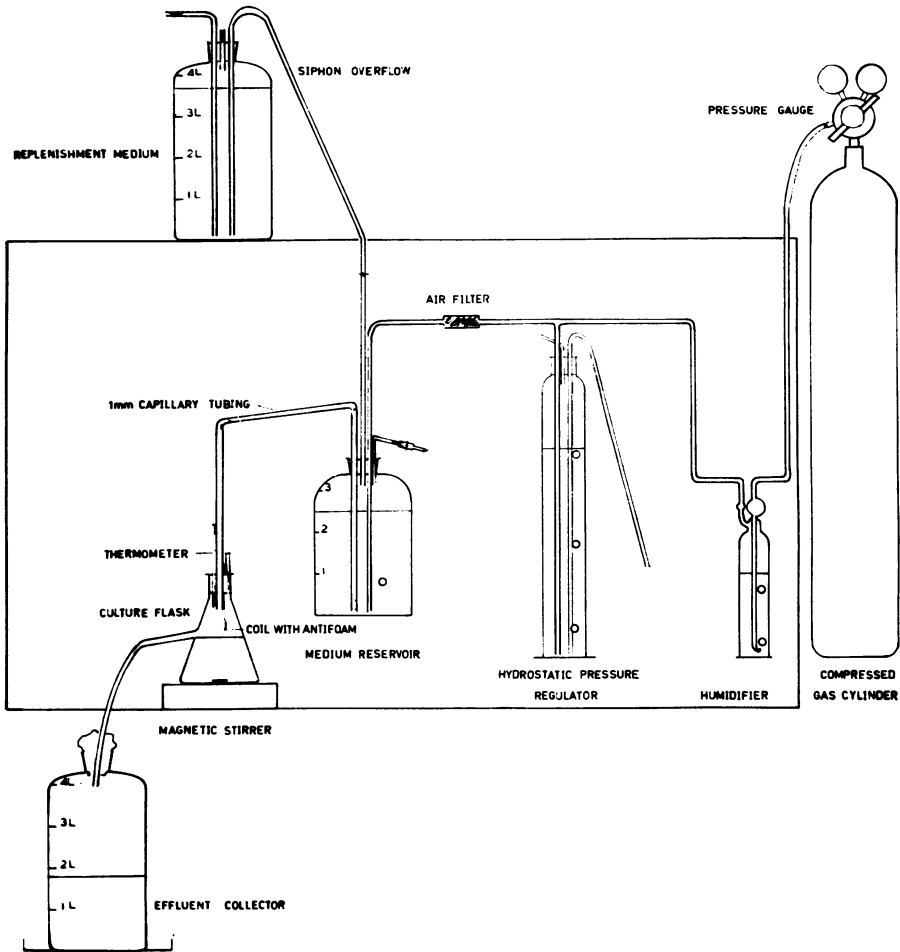 SIPHON OVERFLOW
4L
3L
2L
1L
REPLENISHMENT MEDIUM
PRESSURE GAUGE
AIR FILTER
1mm CAPILLARY TUBING
3
2
1
THERMOMETER
CULTURE FLASK
COIL WITH ANTIFOAM
MEDIUM RESERVOIR
HYDROSTATIC PRESSURE
REGULATOR
HUMIDIFIER
COMPRESSED
GAS CYLINDER
MAGNETIC STIRRER
4L
3L
2L
1L
EFFLUENT COLLECTOR